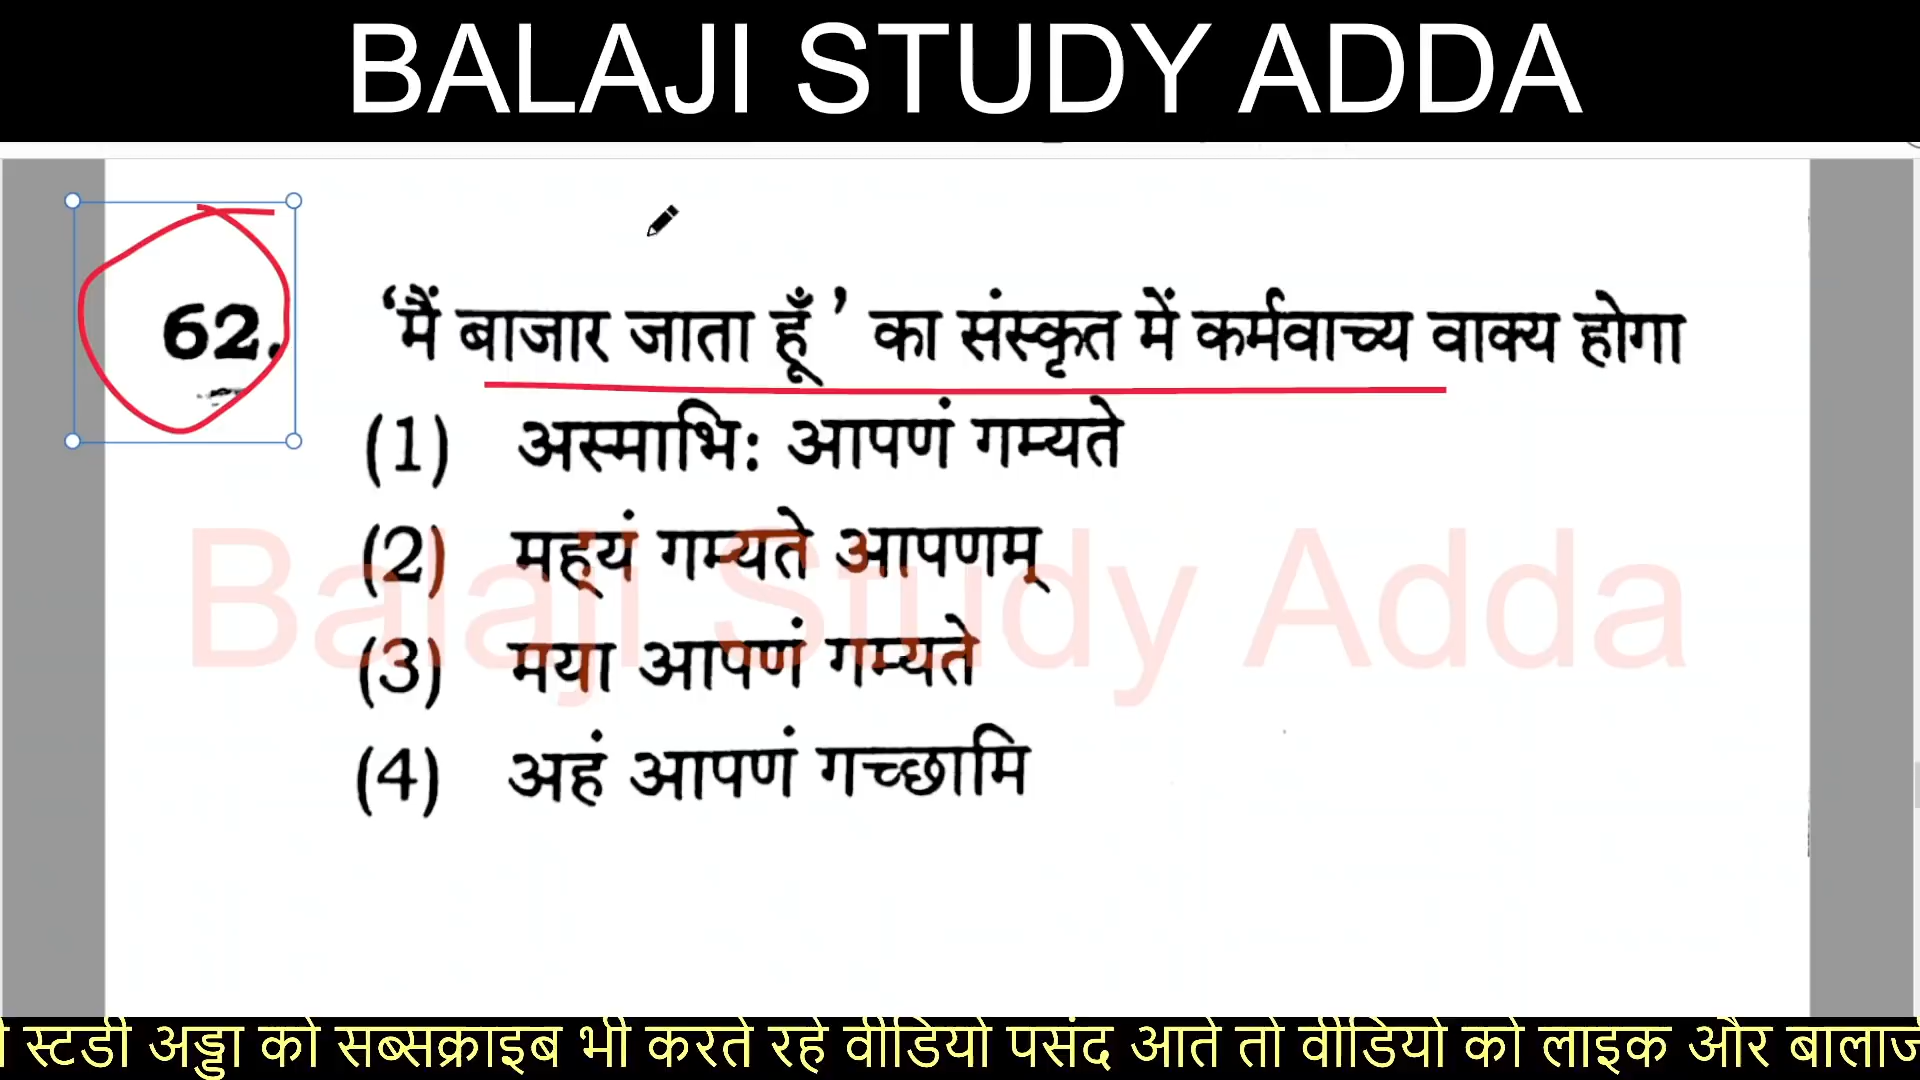 BALAJI STUDY ADDA
62. ‘मैं बाजार जाता हूँ’ का संस्कृत में कर्मवाच्य वाक्य होगा
(1) अस्माभिः आपणं गम्यते
(2) मह्यं गम्यते आपणम्
(3) मया आपणं गम्यते
(4) अहं आपणं गच्छामि
Balaji Study Adda
स्टडी अड्डा को सब्सक्राइब भी करते रहे वीडियो पसंद आते तो वीडियो को लाइक और